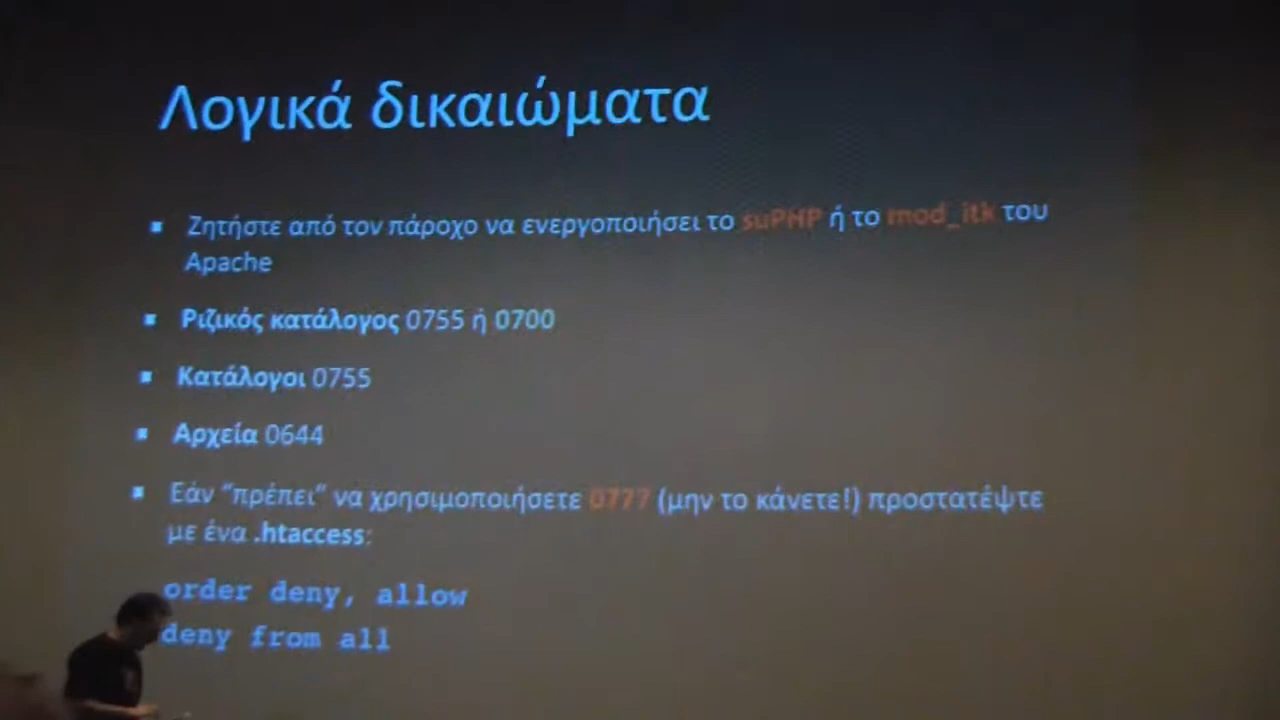 Λογικά δικαιώματα
Ζητήστε από τον πάροχο να ενεργοποιήσει το suPHP ή το mod_itk του
Apache
Ριζικός κατάλογος 0755 ή 0700
Κατάλογοι 0755
Αρχεία 0644
Εάν “πρέπει” να χρησιμοποιήσετε 0777 (μην το κάνετε!) προστατέψτε
με ένα .htaccess:
order deny, allow
deny from all